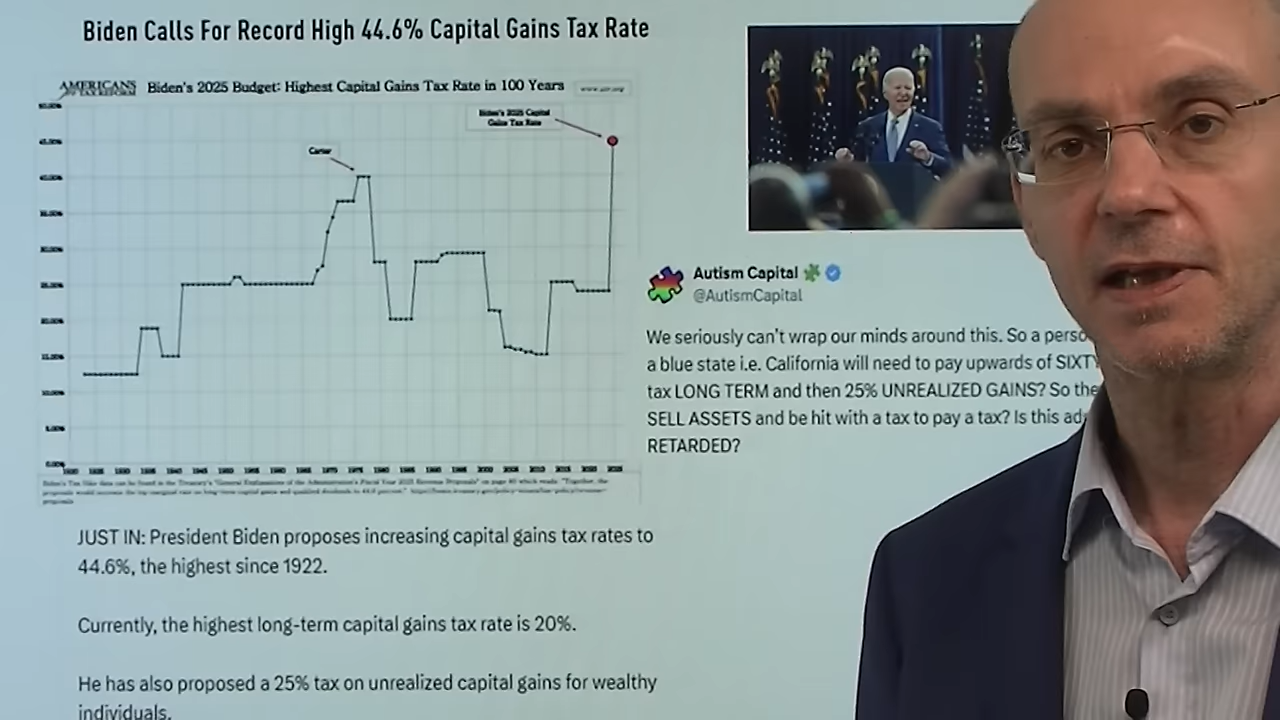 Biden Calls For Record High 44.6% Capital Gains Tax Rate
AMERICANS
FOR TAX REFORM
Biden's 2025 Budget: Highest Capital Gains Tax Rate in 100 Years
www.atr.org
Biden's 2025 Capital
Gains Tax Rate
Carter
Autism Capital
@AutismCapital
We seriously can't wrap our minds around this. So a perso
a blue state i.e. California will need to pay upwards of SIXTY
tax LONG TERM and then 25% UNREALIZED GAINS? So the
SELL ASSETS and be hit with a tax to pay a tax? Is this ad
RETARDED?
JUST IN: President Biden proposes increasing capital gains tax rates to
44.6%, the highest since 1922.
Currently, the highest long-term capital gains tax rate is 20%.
He has also proposed a 25% tax on unrealized capital gains for wealthy
individuals.